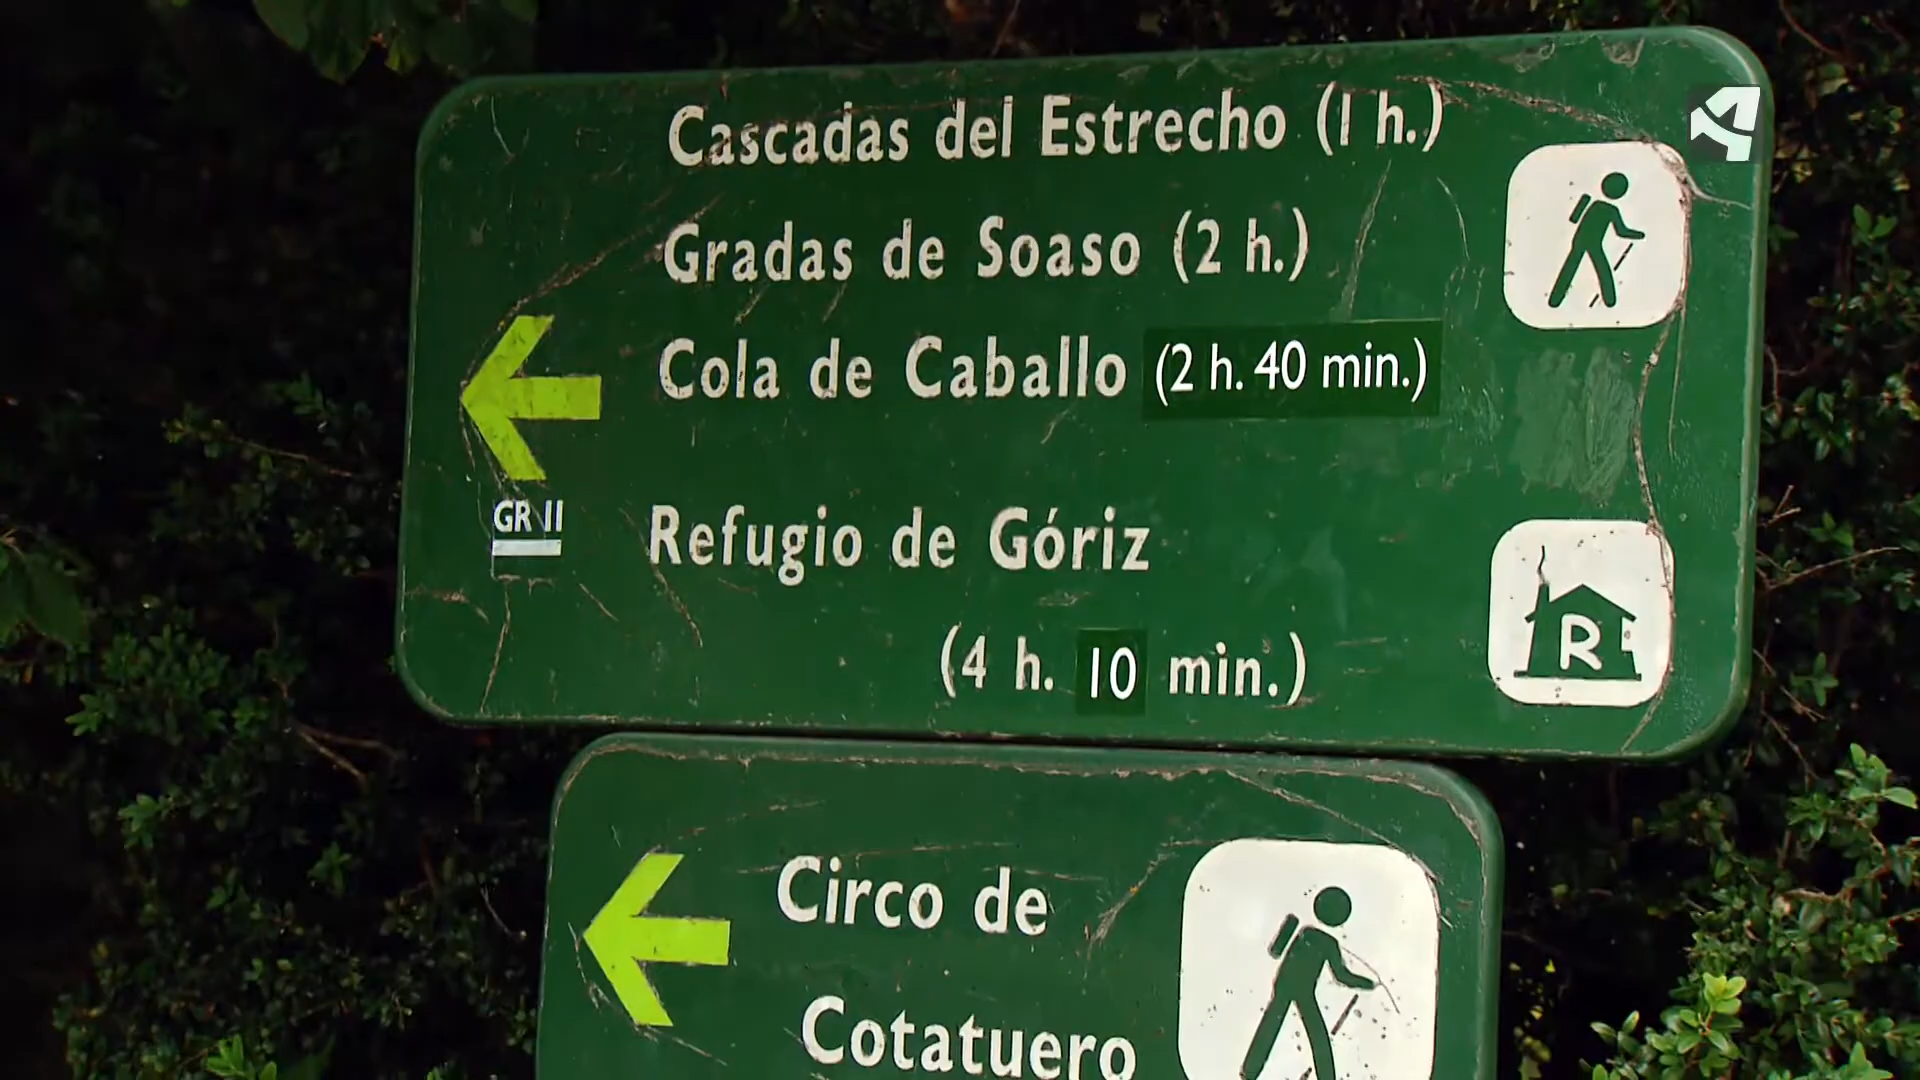 Cascadas del Estrecho (1 h.)
Gradas de Soaso (2 h.)
Cola de Caballo (2 h. 40 min.)
GR 11
Refugio de Góriz
(4 h. 10 min.)
R
Circo de
Cotatuero